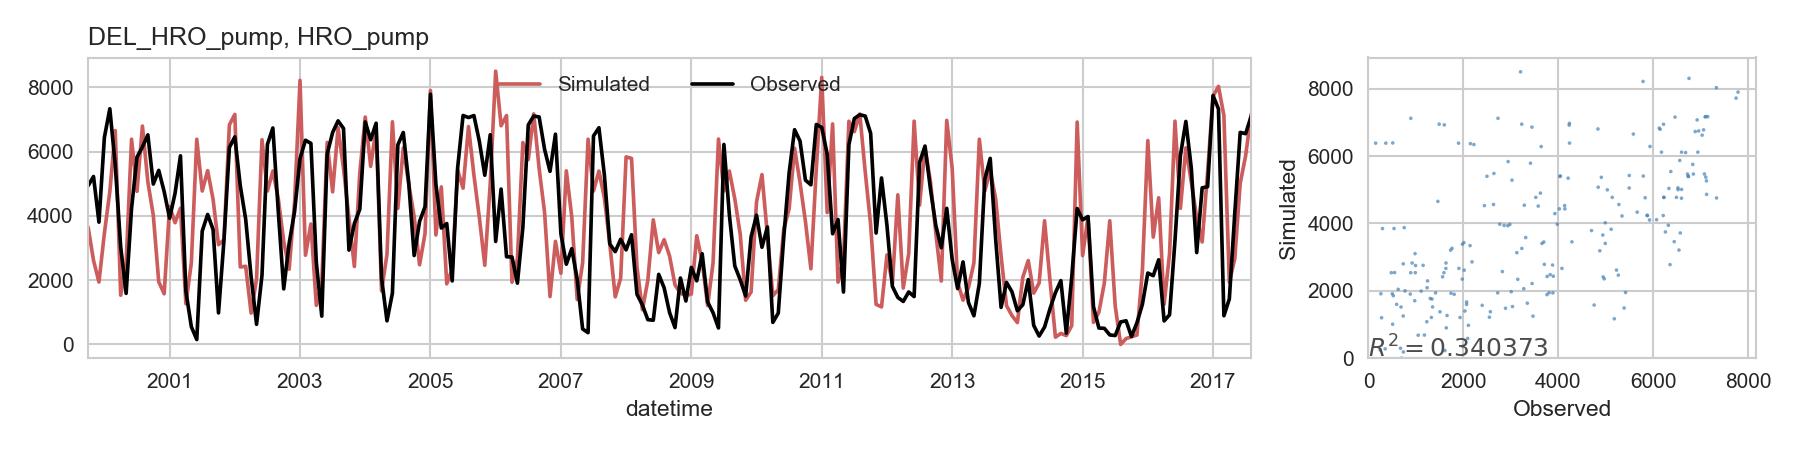 DEL_HRO_pump, HRO_pump
Simulated Observed
8000
6000
4000
2000
0
2001 2003 2005 2007 2009 2011 2013 2015 2017
datetime
Simulated
8000
6000
4000
2000
0
R² = 0.340373
0 2000 4000 6000 8000
Observed